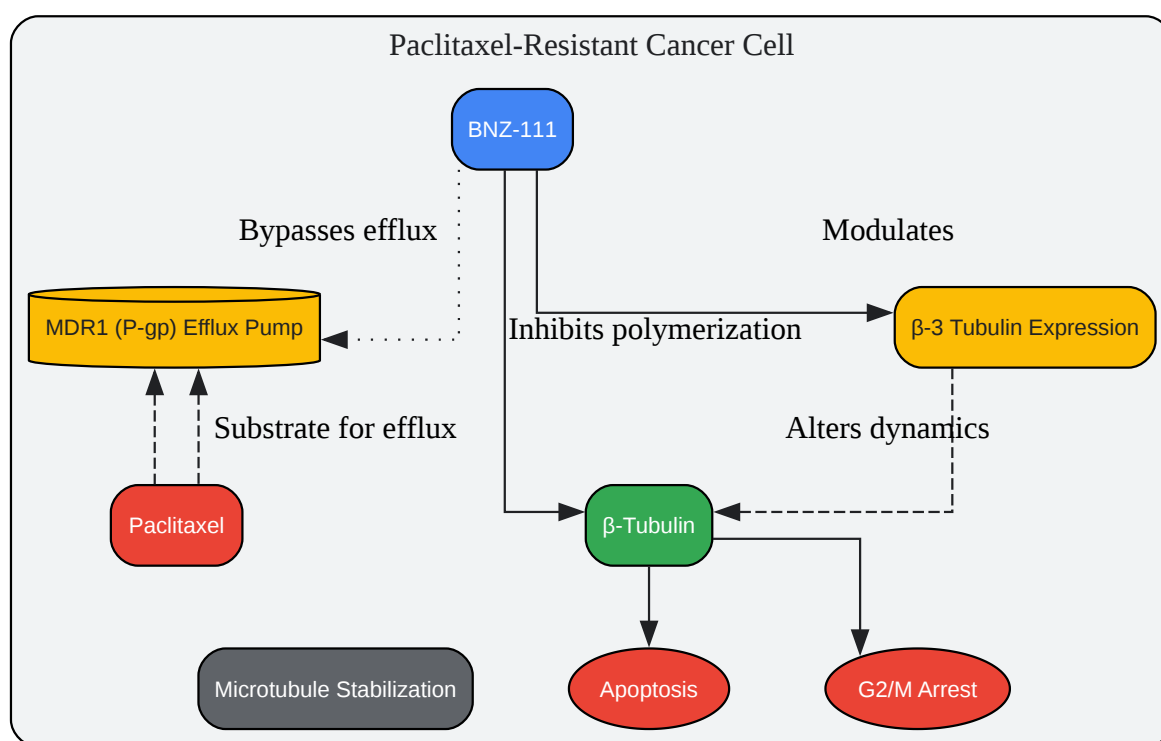 Paclitaxel-Resistant Cancer Cell
BNZ-111
Bypasses efflux
Modulates
MDR1 (P-gp) Efflux Pump
Inhibits polymerization
β-3 Tubulin Expression
Substrate for efflux
Alters dynamics
Paclitaxel
β-Tubulin
Microtubule Stabilization
Apoptosis
G2/M Arrest